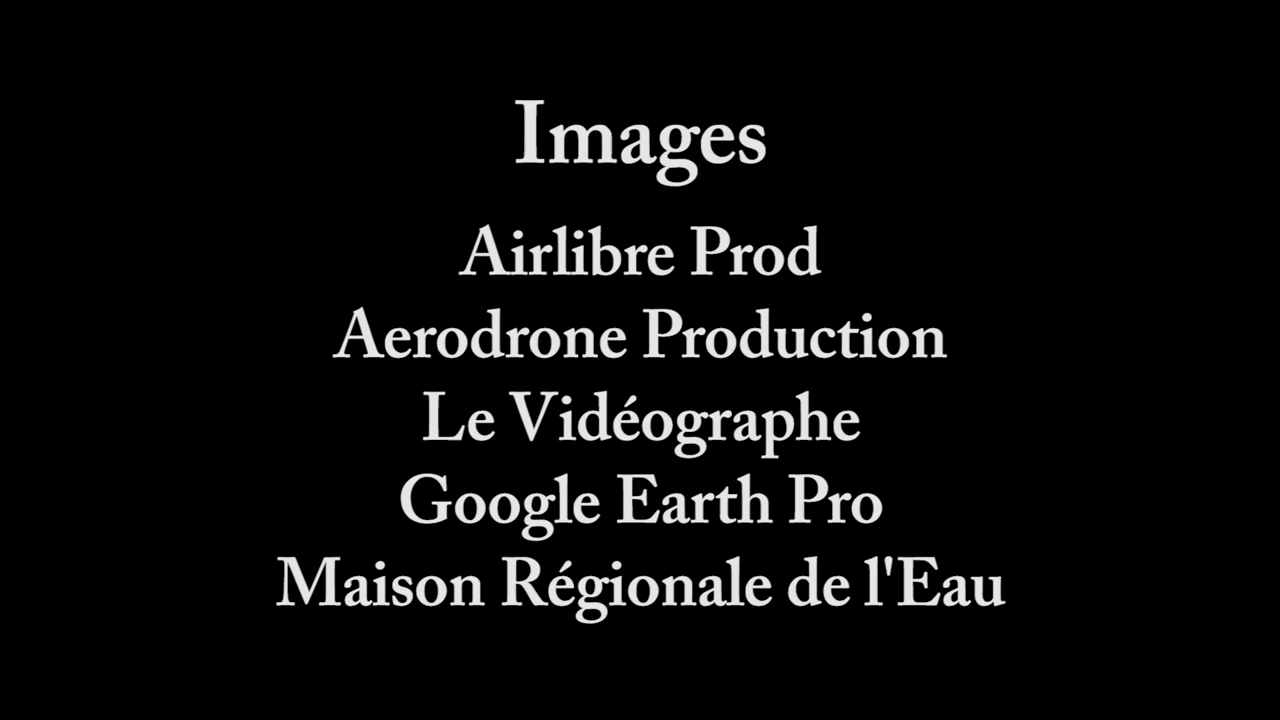 Images
Airlibre Prod
Aerodrone Production
Le Vidéographe
Google Earth Pro
Maison Régionale de l'Eau